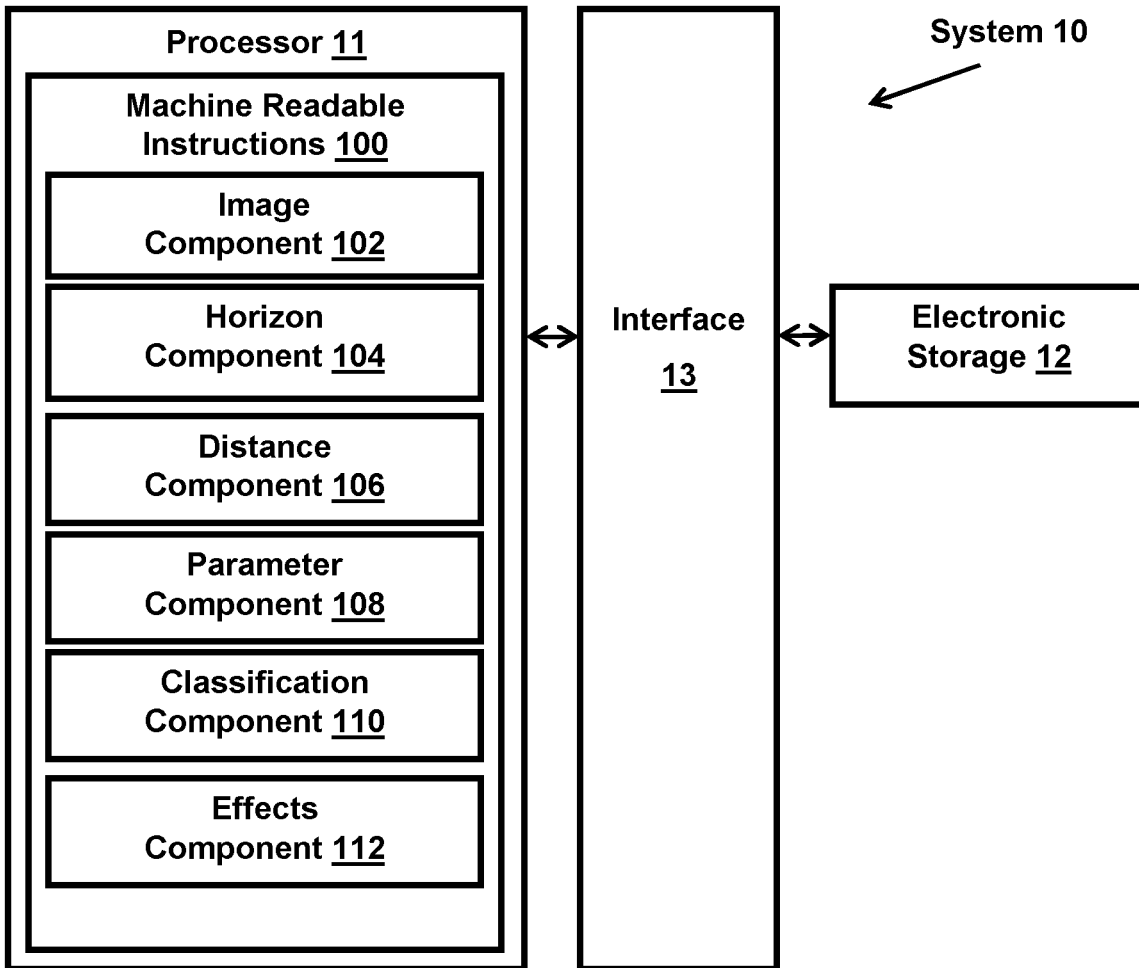 Processor 11
Machine Readable
Instructions 100
Image
Component 102
Horizon
Component 104
Distance
Component 106
Parameter
Component 108
Classification
Component 110
Effects
Component 112
Interface
13
System 10
Electronic
Storage 12